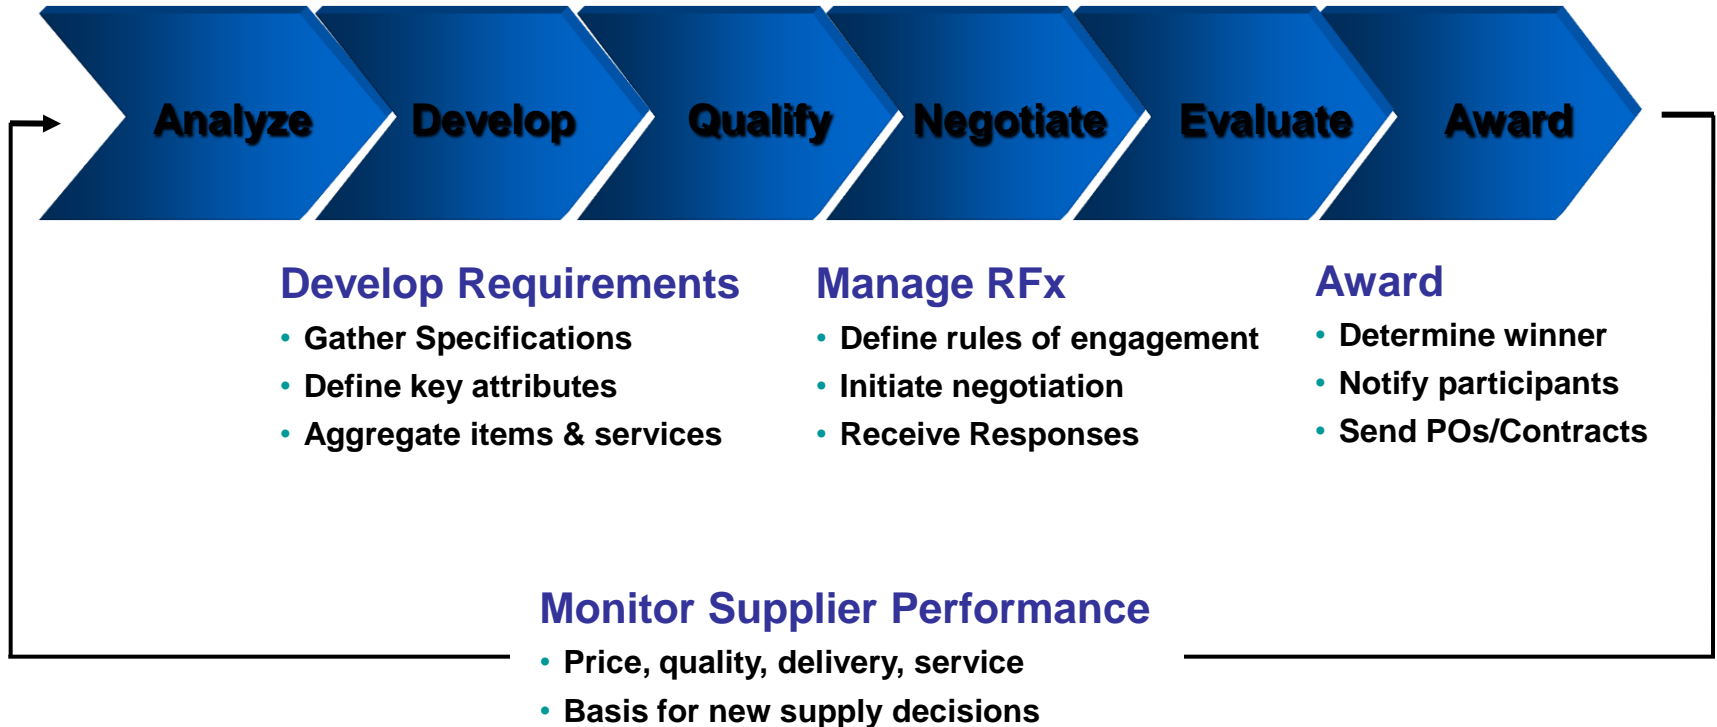 Analyze
Develop
Qualify
Negotiate
Evaluate
Award
Develop Requirements
• Gather Specifications
• Define key attributes
• Aggregate items & services
Manage RFx
• Define rules of engagement
• Initiate negotiation
• Receive Responses
Award
• Determine winner
• Notify participants
• Send POs/Contracts
Monitor Supplier Performance
• Price, quality, delivery, service
• Basis for new supply decisions